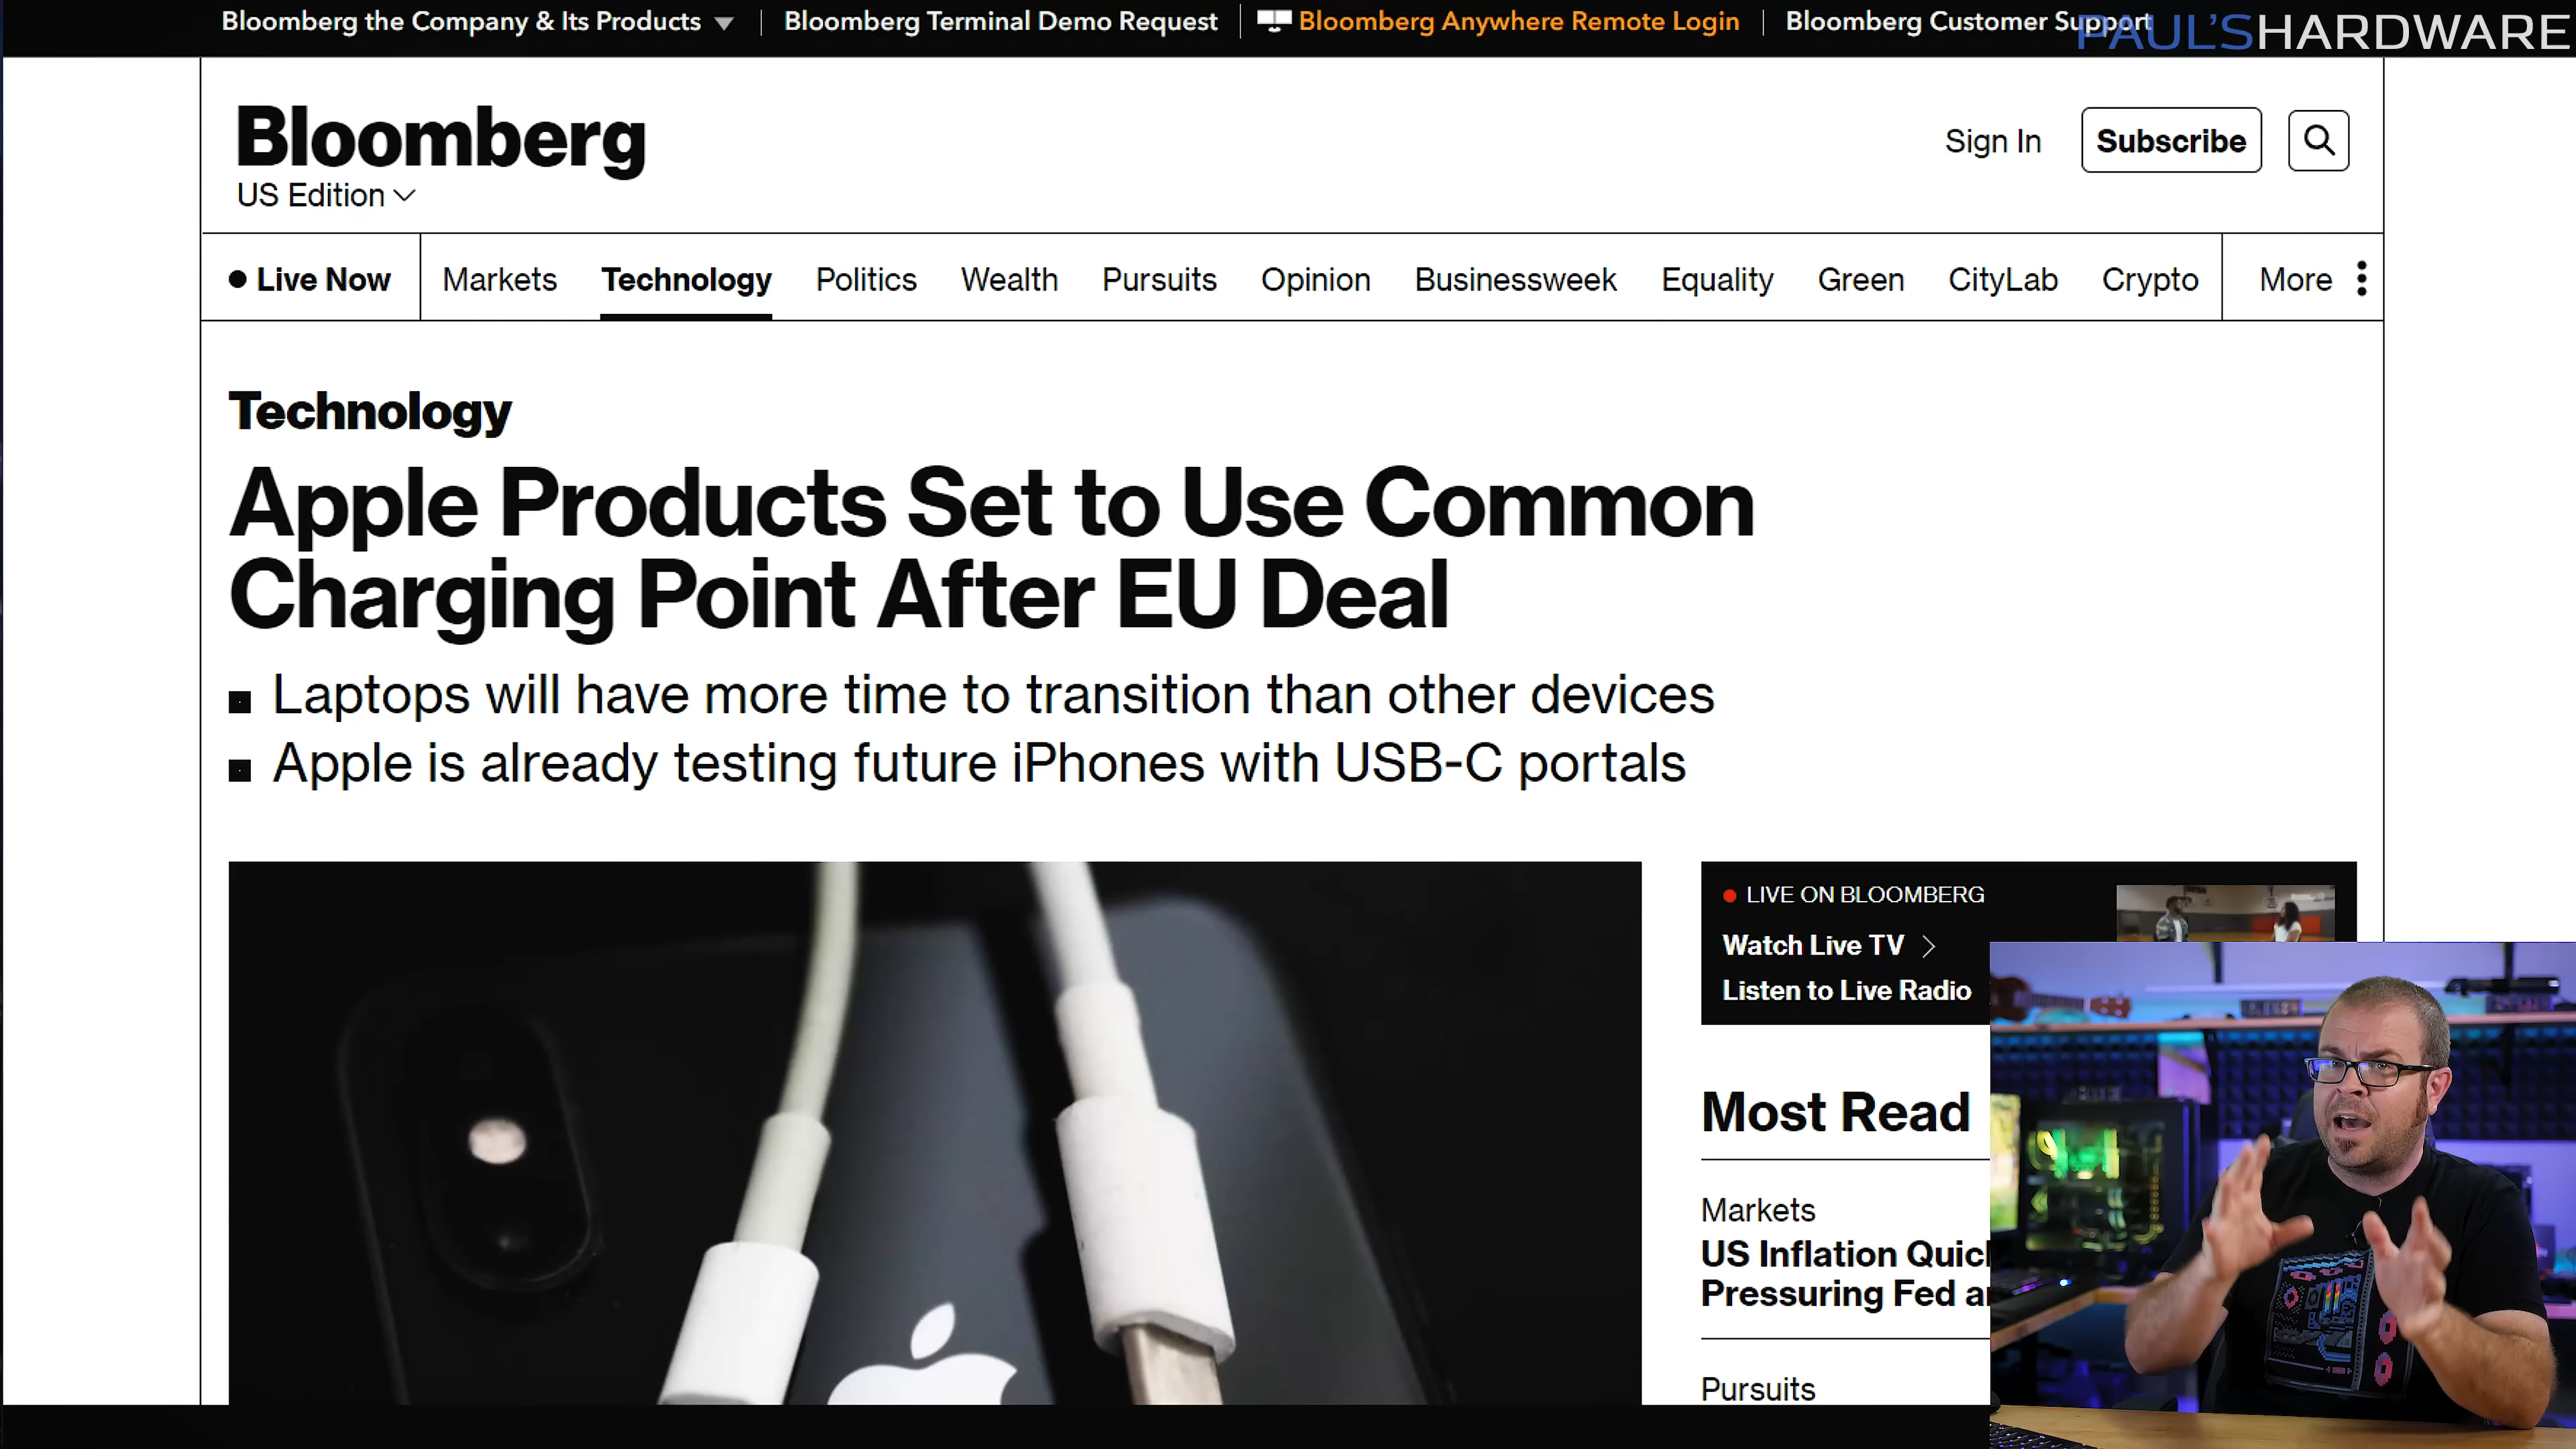 Bloomberg the Company & Its Products
Bloomberg Terminal Demo Request
Bloomberg Anywhere Remote Login
Bloomberg Customer Support
PAUL'SHARDWARE
Bloomberg
US Edition
Sign In
Subscribe
Live Now
Markets
Technology
Politics
Wealth
Pursuits
Opinion
Businessweek
Equality
Green
CityLab
Crypto
More
Technology
Apple Products Set to Use Common
Charging Point After EU Deal
Laptops will have more time to transition than other devices
Apple is already testing future iPhones with USB-C portals
LIVE ON BLOOMBERG
Watch Live TV
Listen to Live Radio
Most Read
Markets
US Inflation
Pressuring Fed
Pursuits